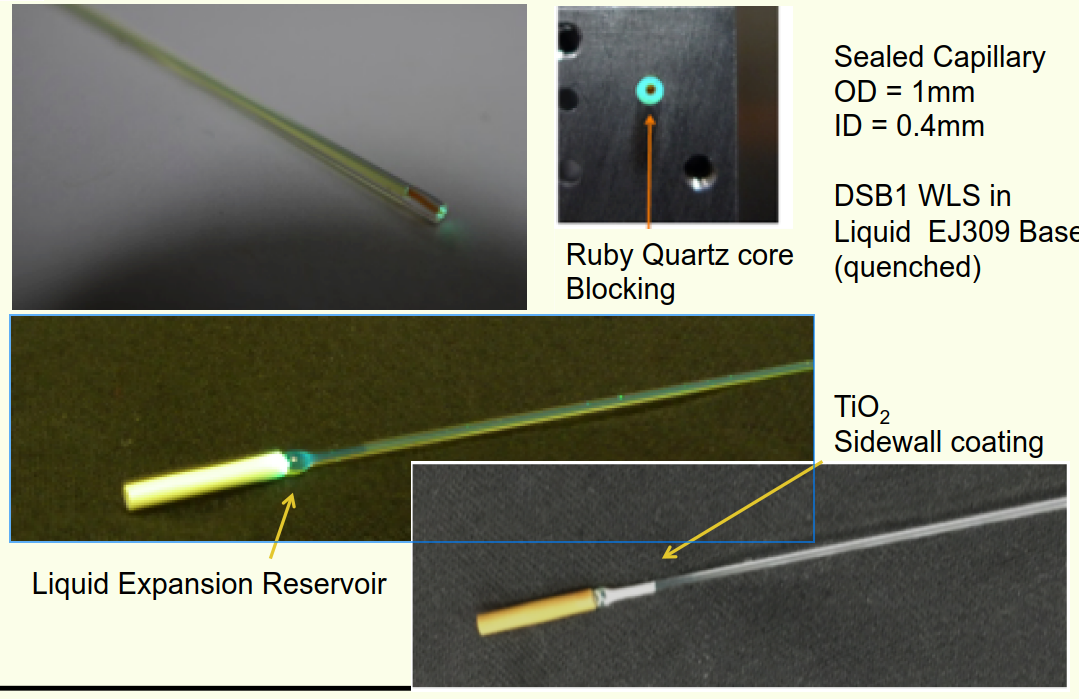 Sealed Capillary
OD = 1mm
ID = 0.4mm
DSB1 WLS in
Liquid EJ309 Base
(quenched)
Ruby Quartz core
Blocking
TiO₂
Sidewall coating
Liquid Expansion Reservoir